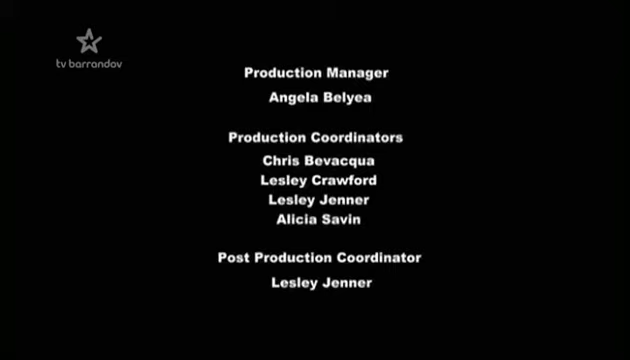 tv barrandov
Production Manager
Angela Belyea
Production Coordinators
Chris Bevacqua
Lesley Crawford
Lesley Jenner
Alicia Savin
Post Production Coordinator
Lesley Jenner